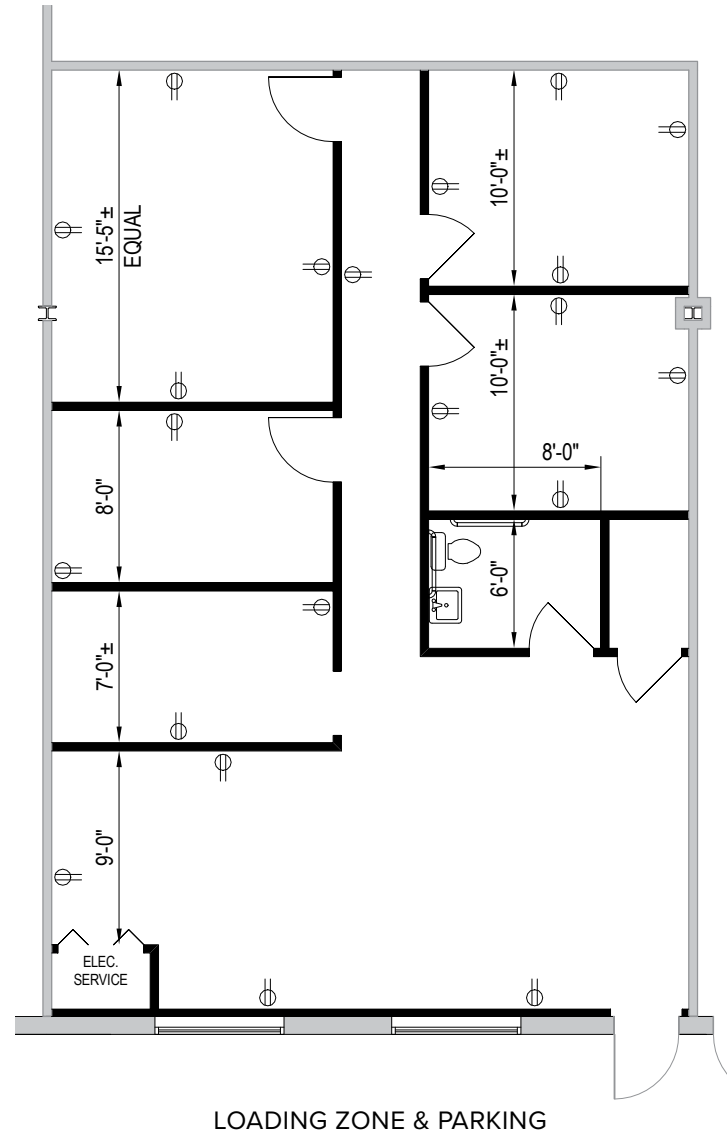 15'-5"±
EQUAL
10'-0"±
10'-0"±
8'-0"
8'-0"
6'-0"
7'-0"±
9'-0"
ELEC.
SERVICE
LOADING ZONE & PARKING